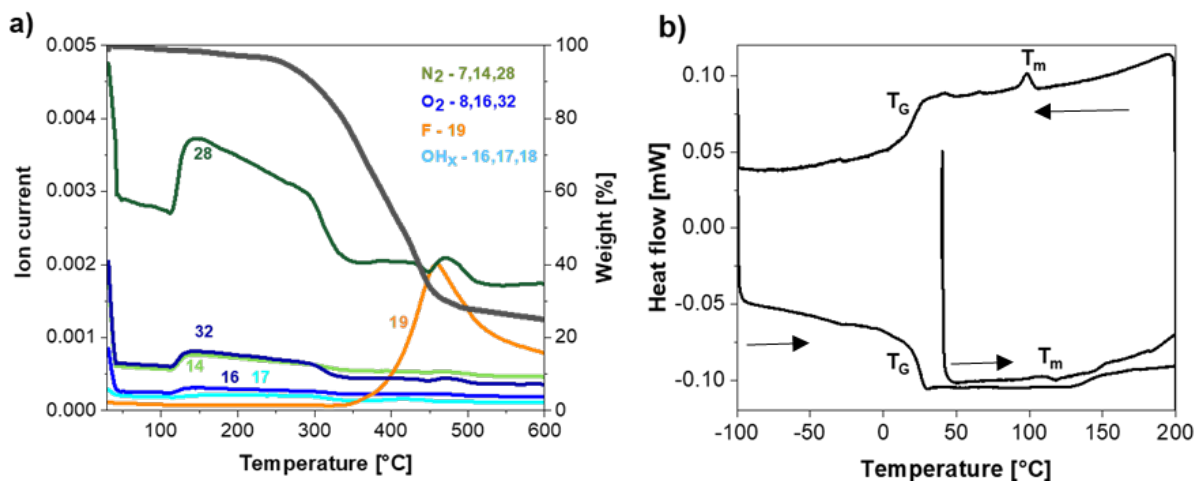 a)
0.005
0.004
0.003
0.002
0.001
0.000
Ion current
100
80
60
40
20
0
Weight [%]
N2 - 7,14,28
O2 - 8,16,32
F - 19
OHX - 16,17,18
28
32
14
16
17
19
100 200 300 400 500 600
Temperature [°C]
b)
0.10
0.05
0.00
-0.05
-0.10
Heat flow [mW]
TG
Tm
TG
Tm
-100 -50 0 50 100 150 200
Temperature [°C]